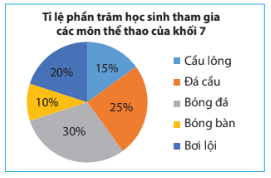 Tỉ lệ phần trăm học sinh tham gia
các môn thể thao của khối 7
20%
15%
10%
25%
30%
Cầu lông
Đá cầu
Bóng đá
Bóng bàn
Bơi lội